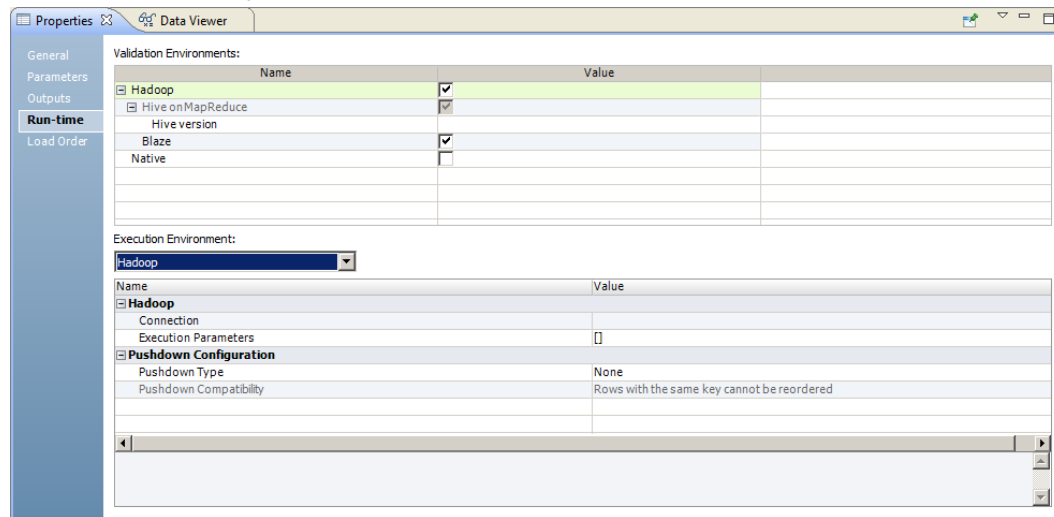 Properties Data Viewer
General
Parameters
Outputs
Run-time
Load Order
Validation Environments:
Name Value
Hadoop
Hive on MapReduce
Hive version
Blaze
Native
Execution Environment:
Hadoop
Name Value
Hadoop
Connection
Execution Parameters []
Pushdown Configuration
Pushdown Type None
Pushdown Compatibility Rows with the same key cannot be reordered